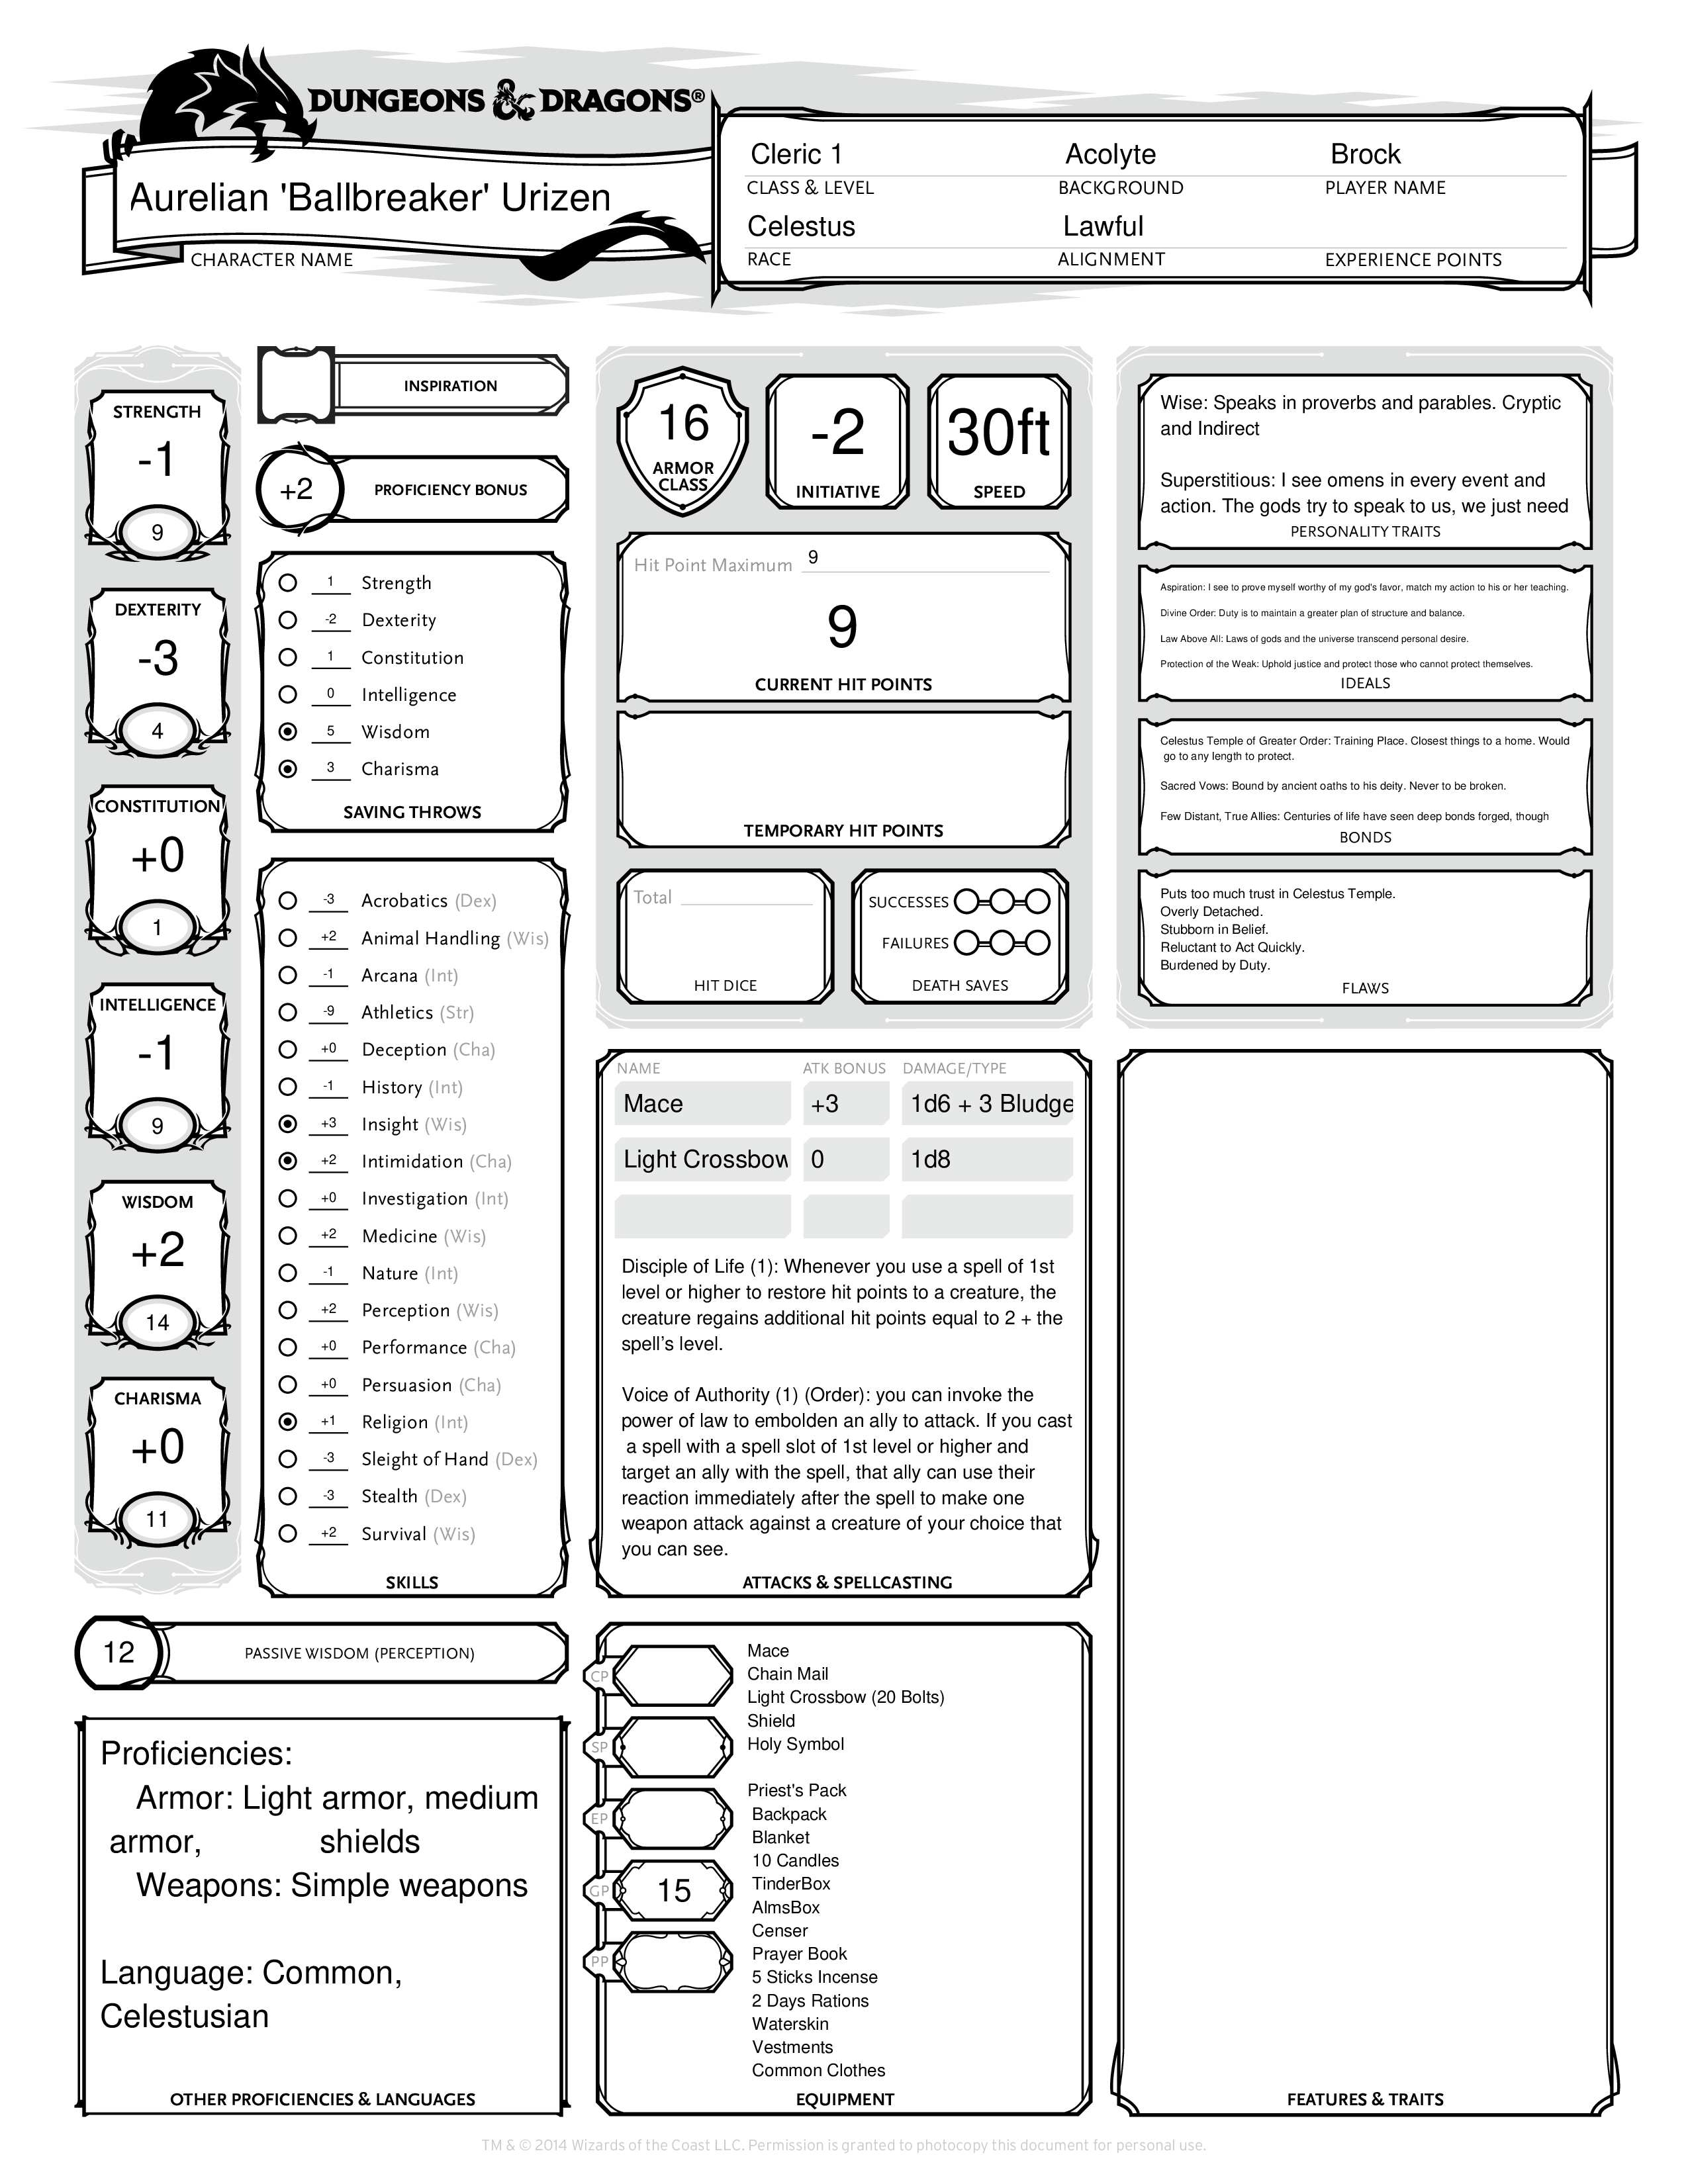 DUNGEONS & DRAGONS®
Aurelian 'Ballbreaker' Urizen
CHARACTER NAME
Cleric 1
Acolyte
Brock
CLASS & LEVEL
BACKGROUND
PLAYER NAME
Celestus
Lawful
RACE
ALIGNMENT
EXPERIENCE POINTS
STRENGTH
-1
9
DEXTERITY
-3
4
CONSTITUTION
+0
1
INTELLIGENCE
-1
9
WISDOM
+2
14
CHARISMA
+0
11
INSPIRATION
+2 PROFICIENCY BONUS
1 Strength
-2 Dexterity
1 Constitution
0 Intelligence
5 Wisdom
3 Charisma
SAVING THROWS
-3 Acrobatics (Dex)
+2 Animal Handling (Wis)
-1 Arcana (Int)
-9 Athletics (Str)
+0 Deception (Cha)
-1 History (Int)
+3 Insight (Wis)
+2 Intimidation (Cha)
+0 Investigation (Int)
+2 Medicine (Wis)
-1 Nature (Int)
+2 Perception (Wis)
+0 Performance (Cha)
+0 Persuasion (Cha)
+1 Religion (Int)
-3 Sleight of Hand (Dex)
-3 Stealth (Dex)
+2 Survival (Wis)
SKILLS
12 PASSIVE WISDOM (PERCEPTION)
Proficiencies:
Armor: Light armor, medium
armor, shields
Weapons: Simple weapons
Language: Common,
Celestusian
OTHER PROFICIENCIES & LANGUAGES
16
ARMOR
CLASS
-2
INITIATIVE
30ft
SPEED
Hit Point Maximum 9
9
CURRENT HIT POINTS
TEMPORARY HIT POINTS
Total
HIT DICE
SUCCESSES
FAILURES
DEATH SAVES
NAME ATK BONUS DAMAGE/TYPE
Mace +3 1d6 + 3 Bludge
Light Crossbow 0 1d8
Disciple of Life (1): Whenever you use a spell of 1st
level or higher to restore hit points to a creature, the
creature regains additional hit points equal to 2 + the
spell’s level.
Voice of Authority (1) (Order): you can invoke the
power of law to embolden an ally to attack. If you cast
a spell with a spell slot of 1st level or higher and
target an ally with the spell, that ally can use their
reaction immediately after the spell to make one
weapon attack against a creature of your choice that
you can see.
ATTACKS & SPELLCASTING
CP
SP
EP
GP 15
PP
Mace
Chain Mail
Light Crossbow (20 Bolts)
Shield
Holy Symbol
Priest's Pack
Backpack
Blanket
10 Candles
TinderBox
AlmsBox
Censer
Prayer Book
5 Sticks Incense
2 Days Rations
Waterskin
Vestments
Common Clothes
EQUIPMENT
Wise: Speaks in proverbs and parables. Cryptic
and Indirect
Superstitious: I see omens in every event and
action. The gods try to speak to us, we just need
PERSONALITY TRAITS
Aspiration: I see to prove myself worthy of my god's favor, match my action to his or her teaching.
Divine Order: Duty is to maintain a greater plan of structure and balance.
Law Above All: Laws of gods and the universe transcend personal desire.
Protection of the Weak: Uphold justice and protect those who cannot protect themselves.
IDEALS
Celestus Temple of Greater Order: Training Place. Closest things to a home. Would
go to any length to protect.
Sacred Vows: Bound by ancient oaths to his deity. Never to be broken.
Few Distant, True Allies: Centuries of life have seen deep bonds forged, though
BONDS
Puts too much trust in Celestus Temple.
Overly Detached.
Stubborn in Belief.
Reluctant to Act Quickly.
Burdened by Duty.
FLAWS
FEATURES & TRAITS
TM & © 2014 Wizards of the Coast LLC. Permission is granted to photocopy this document for personal use.